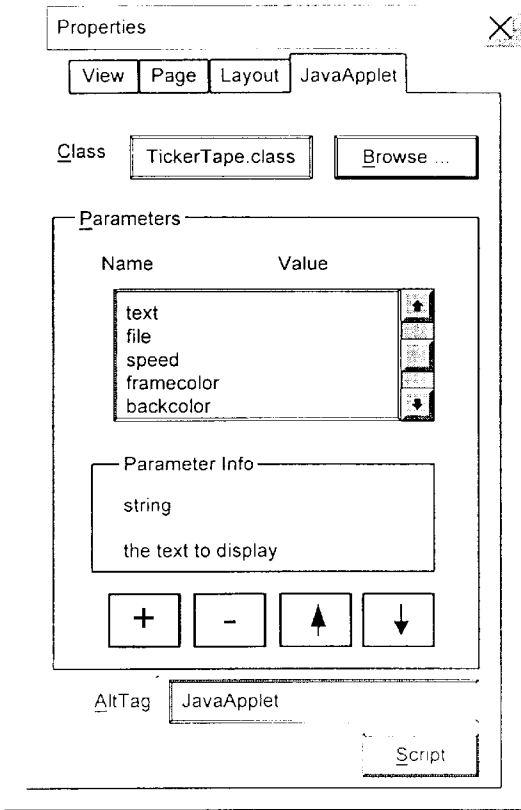 Properties
View Page Layout JavaApplet
Class TickerTape.class Browse ...
Parameters
Name Value
text
file
speed
framecolor
backcolor
Parameter Info
string
the text to display
+ -
AltTag JavaApplet
Script